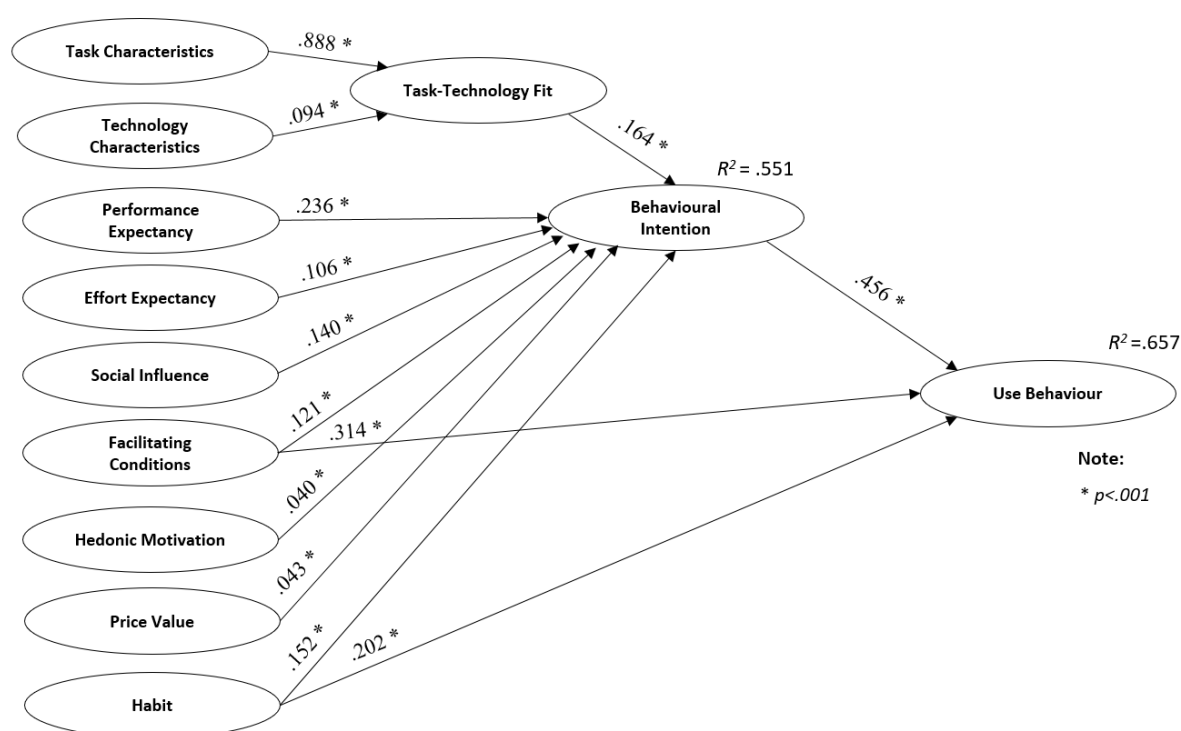 Task Characteristics
.888 *
Task-Technology Fit
Technology
Characteristics
.094 *
.164 *
R² = .551
Performance
Expectancy
.236 *
Behavioural
Intention
Effort Expectancy
.106 *
.456 *
Social Influence
.140 *
R² =.657
Use Behaviour
Facilitating
Conditions
.121 *
.314 *
Note:
* p<.001
Hedonic Motivation
.040 *
Price Value
.043 *
Habit
.152 *
.202 *